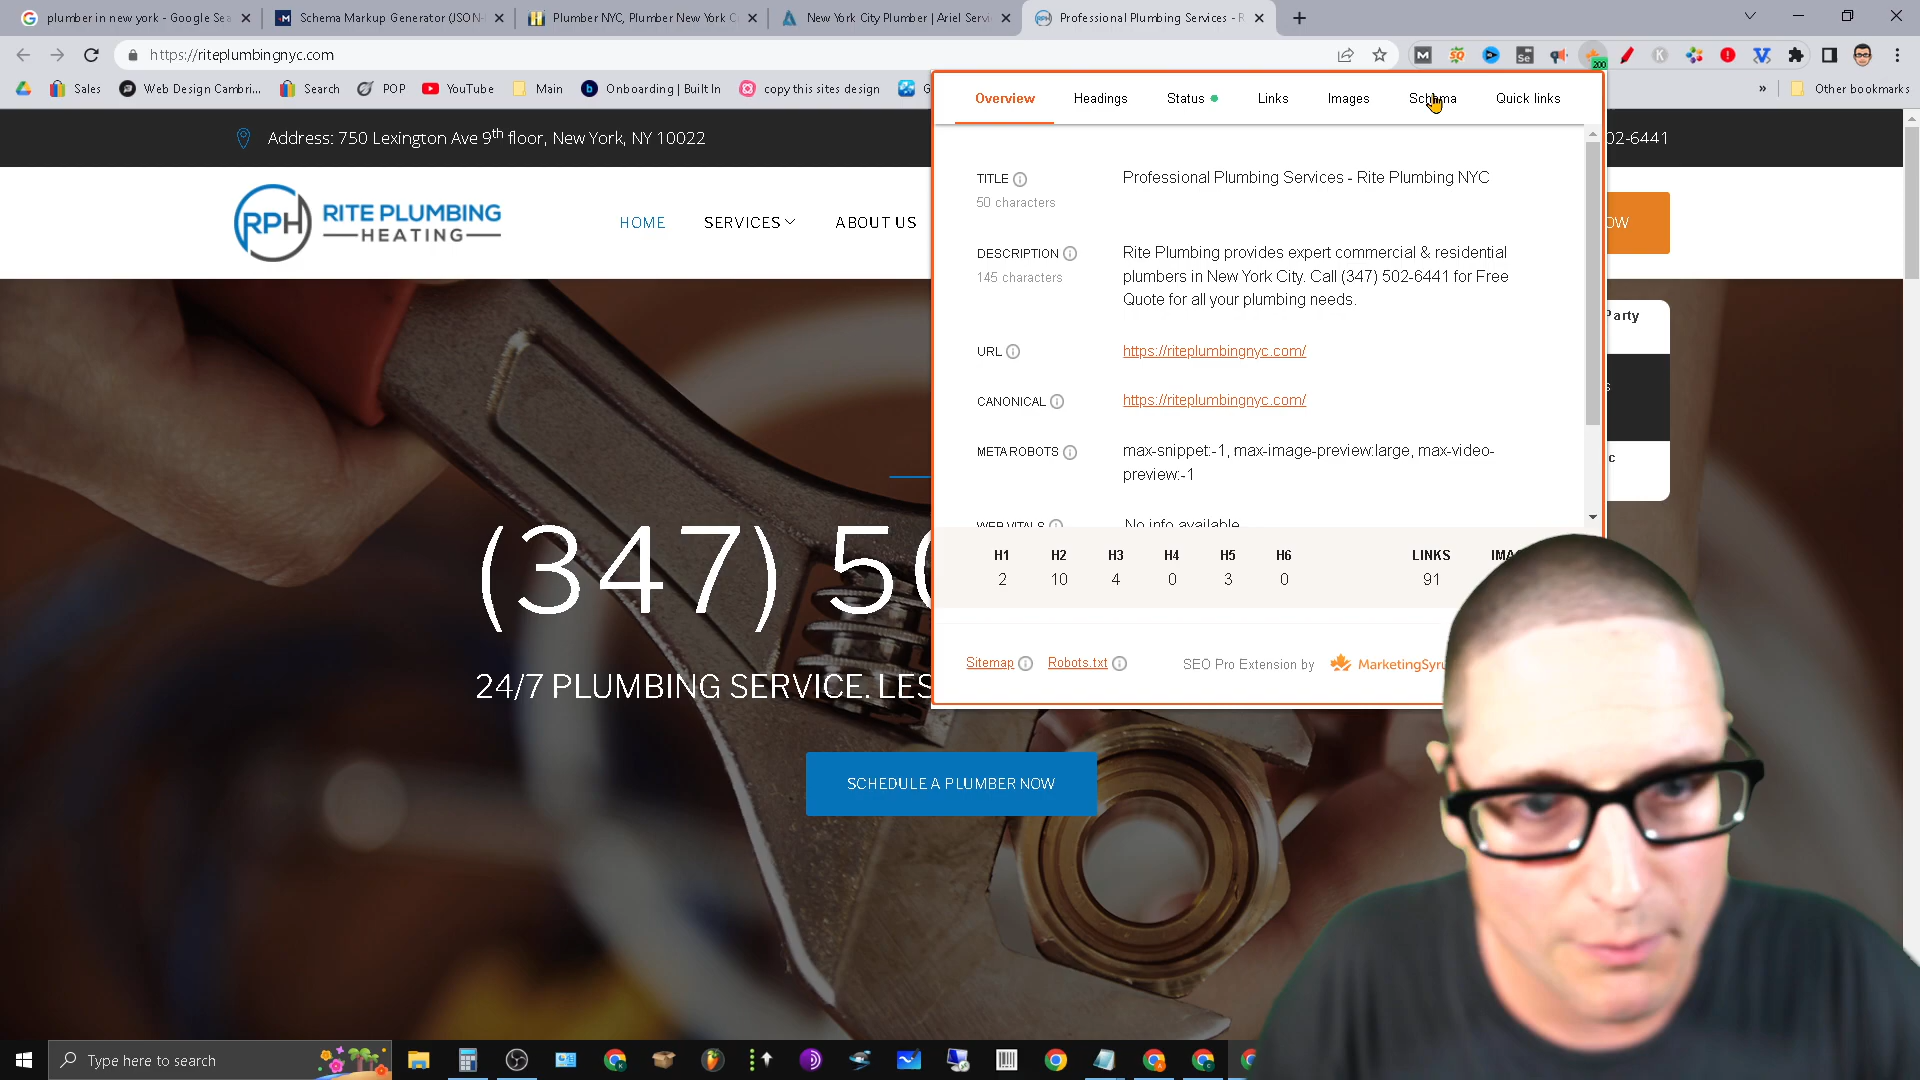 plumber in new york - Google Sea
Schema Markup Generator (JSON-
Plumber NYC, Plumber New York C
New York City Plumber | Ariel Servi
Professional Plumbing Services - R
https://riteplumbingnyc.com
200
Sales
Web Design Cambri...
Search
POP
YouTube
Main
Onboarding | Built In
copy this sites design
G
»
Other bookmarks
Address: 750 Lexington Ave 9th floor, New York, NY 10022
02-6441
RPH
RITE PLUMBING
HEATING
HOME
SERVICES
ABOUT US
OW
Overview
Headings
Status
Links
Images
Schema
Quick links
TITLE
50 characters
Professional Plumbing Services - Rite Plumbing NYC
DESCRIPTION
145 characters
Rite Plumbing provides expert commercial & residential
plumbers in New York City. Call (347) 502-6441 for Free
Quote for all your plumbing needs.
URL
https://riteplumbingnyc.com/
CANONICAL
https://riteplumbingnyc.com/
META ROBOTS
max-snippet:-1, max-image-preview:large, max-video-
preview:-1
WEB VITALS
No info available
H1 H2 H3 H4 H5 H6 LINKS IMA
2 10 4 0 3 0 91
Sitemap
Robots.txt
SEO Pro Extension by
MarketingSyru
Party
s
c
(347) 50
24/7 PLUMBING SERVICE. LES
SCHEDULE A PLUMBER NOW
Type here to search